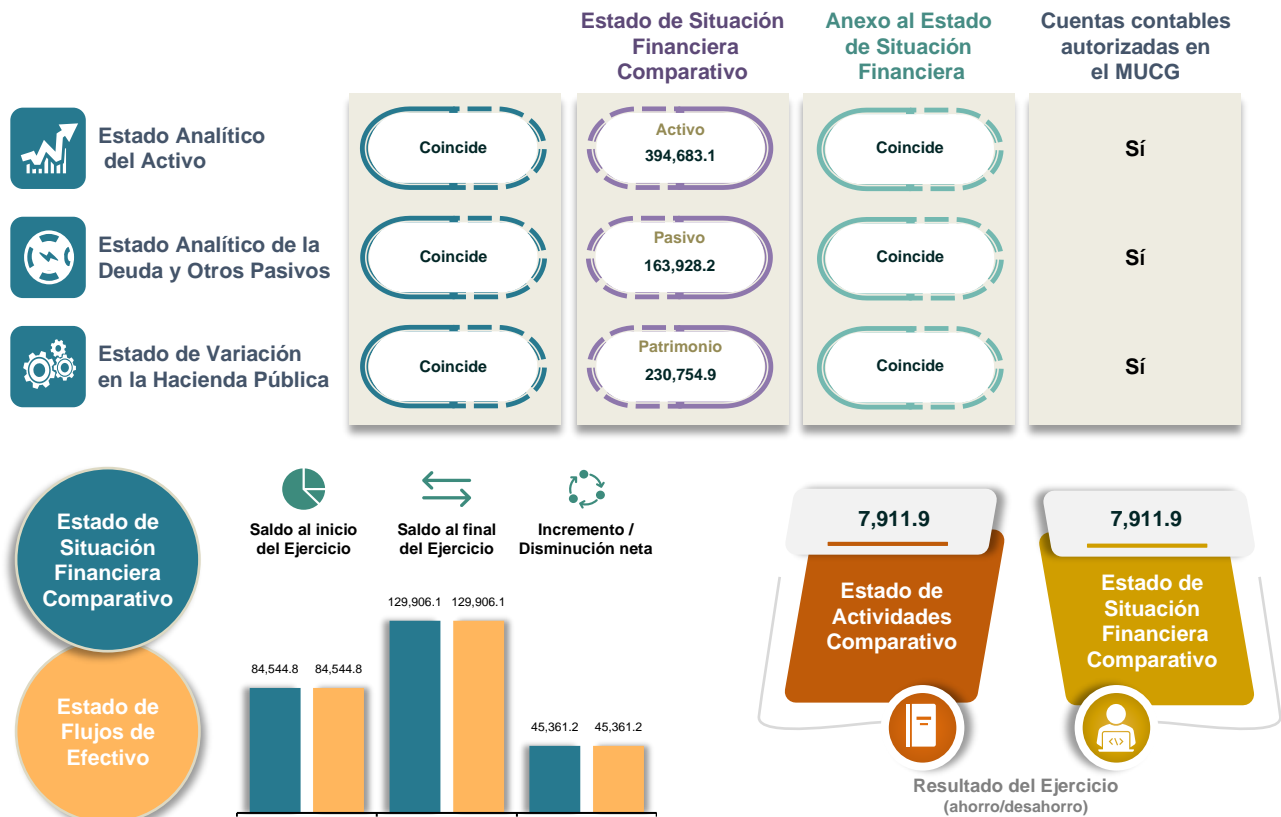 Estado de Situación
Financiera
Comparativo
Anexo al Estado
de Situación
Financiera
Cuentas contables
autorizadas en
el MUCG
Estado Analítico
del Activo
Coincide
Activo
394,683.1
Coincide
Sí
Estado Analítico de la
Deuda y Otros Pasivos
Coincide
Pasivo
163,928.2
Coincide
Sí
Estado de Variación
en la Hacienda Pública
Coincide
Patrimonio
230,754.9
Coincide
Sí
Estado de
Situación
Financiera
Comparativo
Estado de
Flujos de
Efectivo
Saldo al inicio
del Ejercicio
Saldo al final
del Ejercicio
Incremento /
Disminución neta
84,544.8
84,544.8
129,906.1
129,906.1
45,361.2
45,361.2
7,911.9
Estado de
Actividades
Comparativo
7,911.9
Estado de
Situación
Financiera
Comparativo
Resultado del Ejercicio
(ahorro/desahorro)